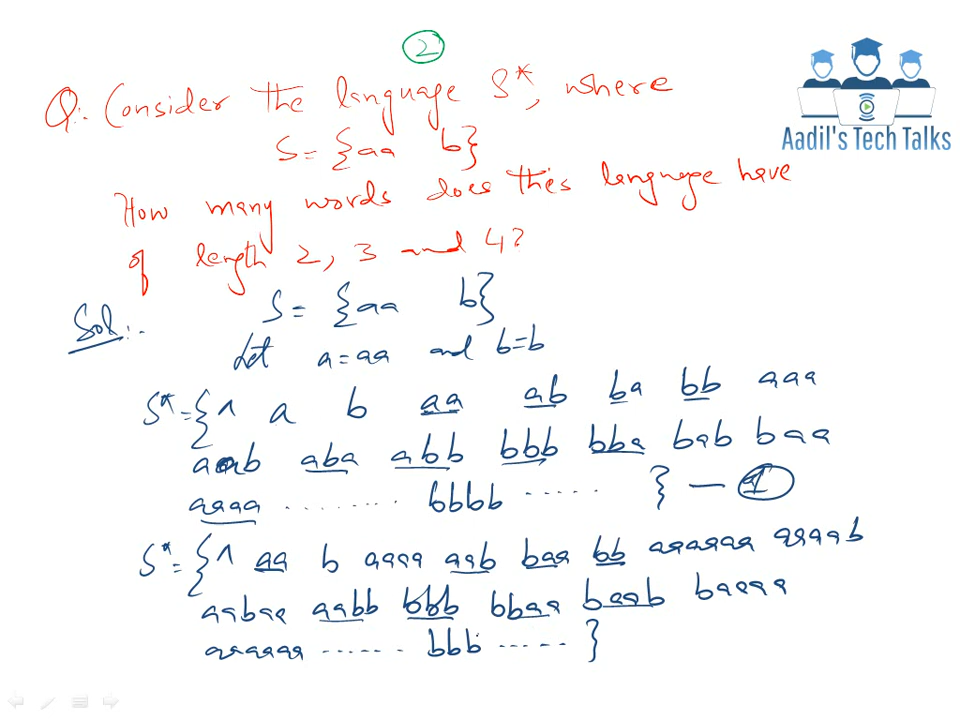 2
Q:. Consider the language S*, where
S = {aa b}
How many words does this language have
of length 2, 3 and 4?
Aadil's Tech Talks
Sol:.
S = {aa b}
Let a=aa and b=b
S* = {^ a b aa ab ba bb aaa
aab aba abb bbb bba bab baa
aaaa ........ bbbb ...... } — 1
S* = {^ aa b aaaa aab baa bb aaaaaa aaaab
aabaa aabb bbb bbaa baab baaaa
aaaaaa ...... bbb ...... }